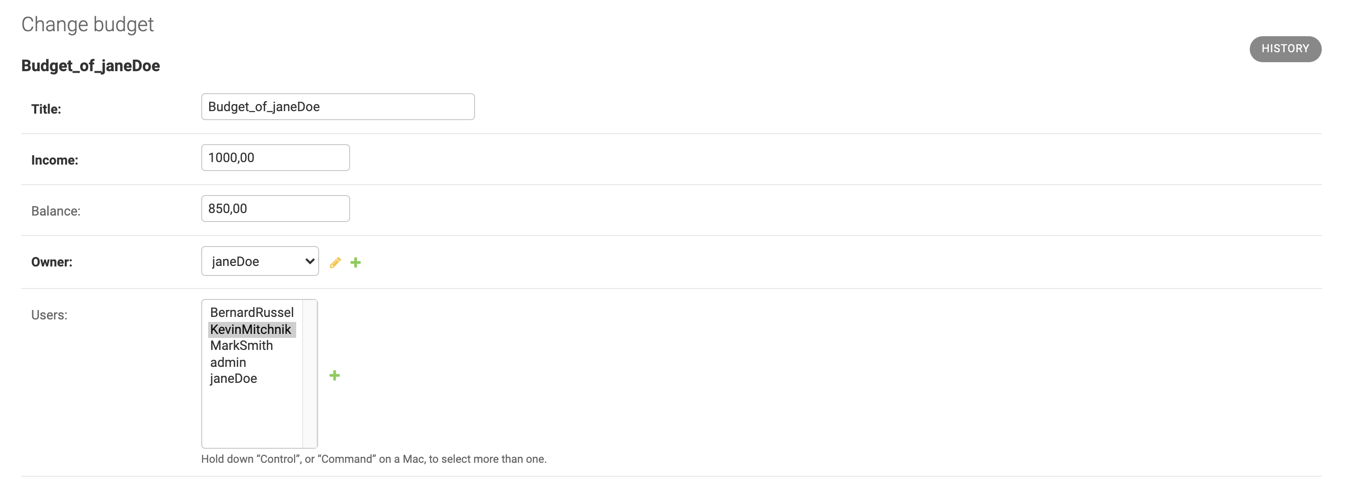 Change budget
HISTORY
Budget_of_janeDoe
Title: Budget_of_janeDoe
Income: 1000,00
Balance: 850,00
Owner: janeDoe
Users:
BernardRussel
KevinMitchnik
MarkSmith
admin
janeDoe
Hold down “Control”, or “Command” on a Mac, to select more than one.